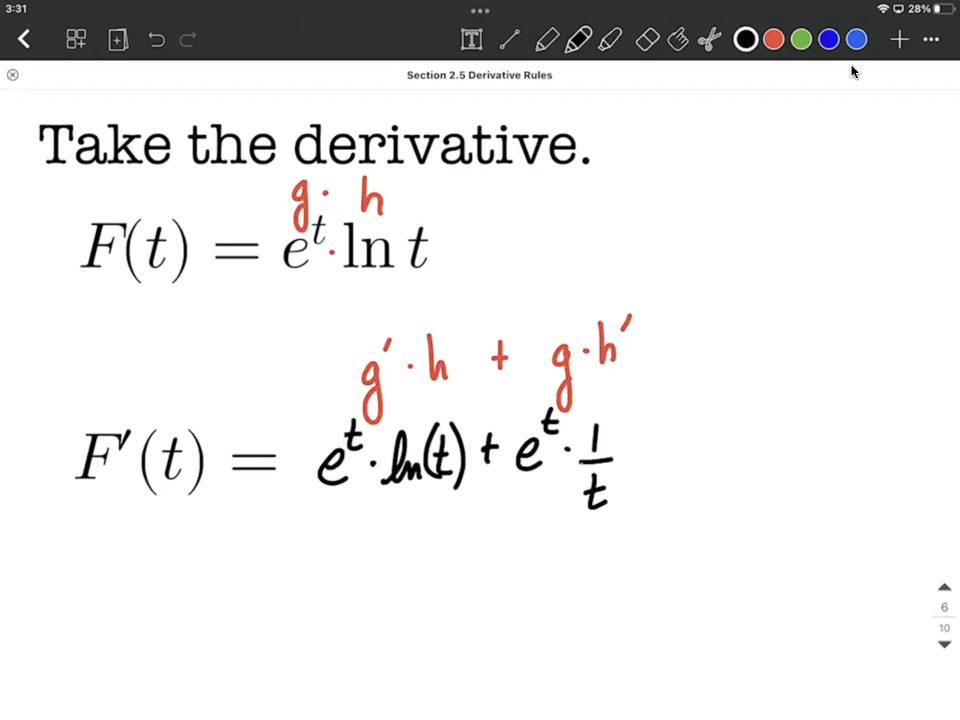 3:31
28%
T
Section 2.5 Derivative Rules
Take the derivative.
g · h
F(t) = e^t · ln t
g′ · h + g · h′
F′(t) = e^t · ln(t) + e^t · 1/t
6
10